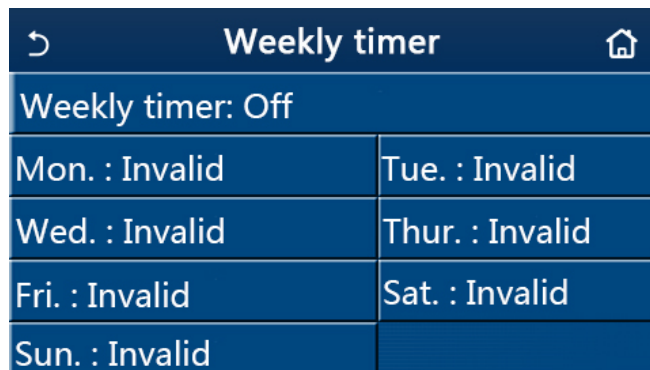 Weekly timer
Weekly timer: Off
Mon. : Invalid
Tue. : Invalid
Wed. : Invalid
Thur. : Invalid
Fri. : Invalid
Sat. : Invalid
Sun. : Invalid